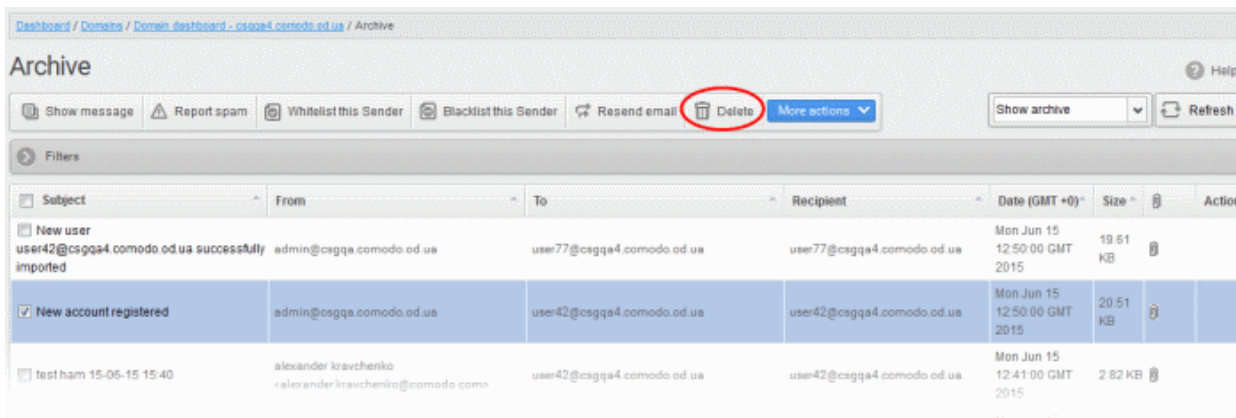 Dashboard / Domains / Domain dashboard - csgqa4.comodo.od.ua / Archive
Archive
Help
Show message Report spam Whitelist this Sender Blacklist this Sender Resend email Delete More actions Show archive Refresh
Filters
Subject From To Recipient Date (GMT +0) Size Action
New user
user42@csgqa4.comodo.od.ua successfully
imported
admin@csgqa.comodo.od.ua user77@csgqa4.comodo.od.ua user77@csgqa4.comodo.od.ua
Mon Jun 15
12:50:00 GMT
2015
19.61
KB
New account registered admin@csgqa.comodo.od.ua user42@csgqa4.comodo.od.ua user42@csgqa4.comodo.od.ua
Mon Jun 15
12:50:00 GMT
2015
20.51
KB
test ham 15-06-15 15:40
alexander kravchenko
<alexander.kravchenko@comodo.com>
user42@csgqa4.comodo.od.ua user42@csgqa4.comodo.od.ua
Mon Jun 15
12:41:00 GMT
2015
2.82 KB